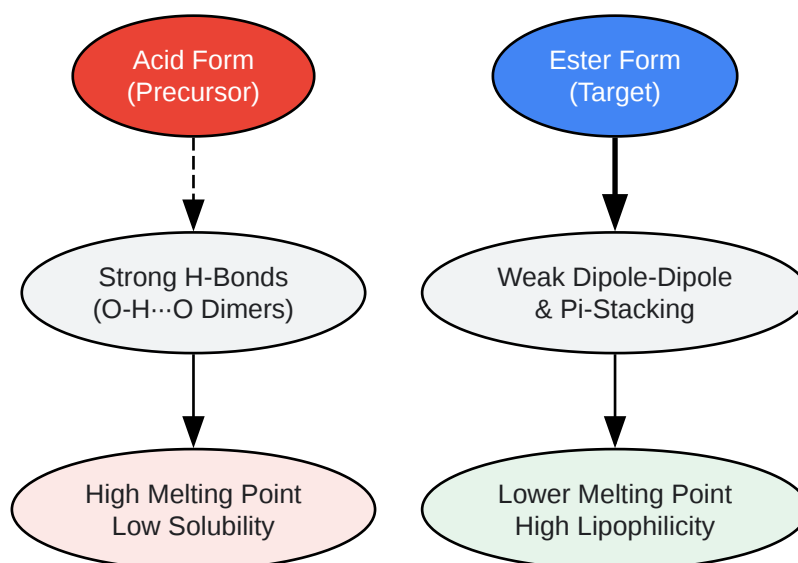 Acid Form
(Precursor)
Ester Form
(Target)
Strong H-Bonds
(O-H···O Dimers)
Weak Dipole-Dipole
& Pi-Stacking
High Melting Point
Low Solubility
Lower Melting Point
High Lipophilicity